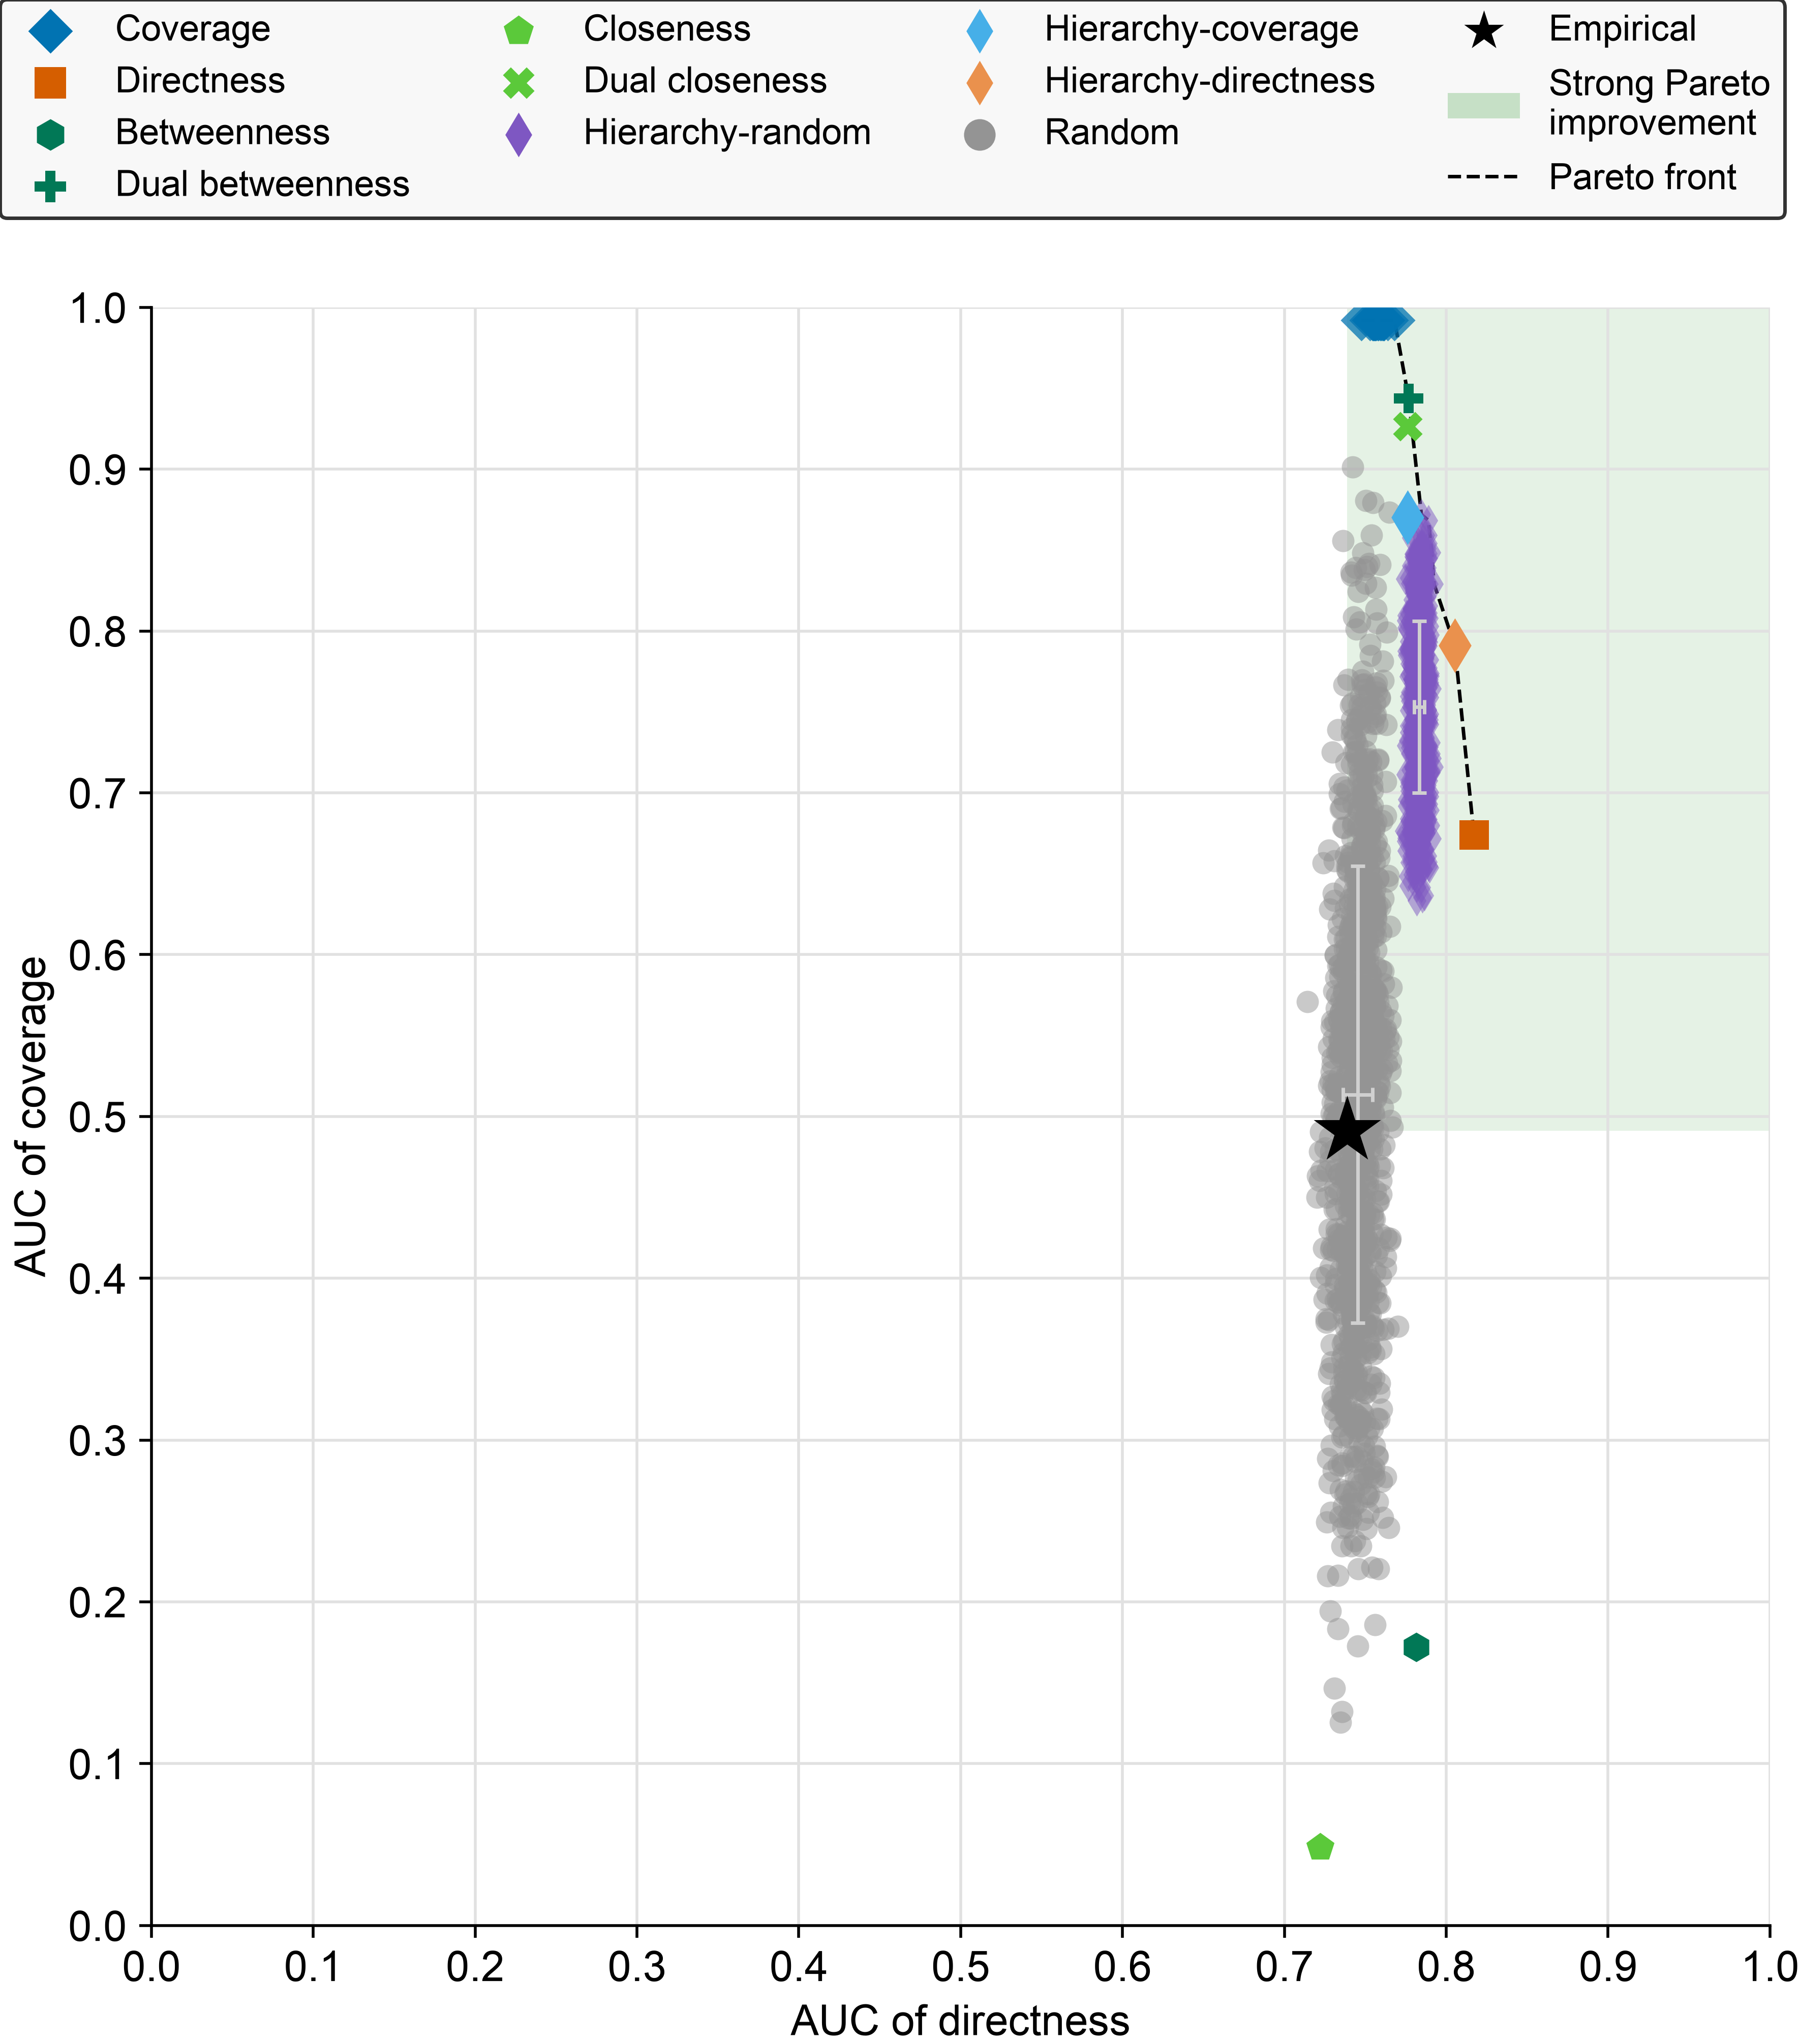 Coverage
Directness
Betweenness
Dual betweenness
Closeness
Dual closeness
Hierarchy-random
Hierarchy-coverage
Hierarchy-directness
Random
Empirical
Strong Pareto
improvement
Pareto front
AUC of coverage
1.0
0.9
0.8
0.7
0.6
0.5
0.4
0.3
0.2
0.1
0.0
0.0 0.1 0.2 0.3 0.4 0.5 0.6 0.7 0.8 0.9 1.0
AUC of directness